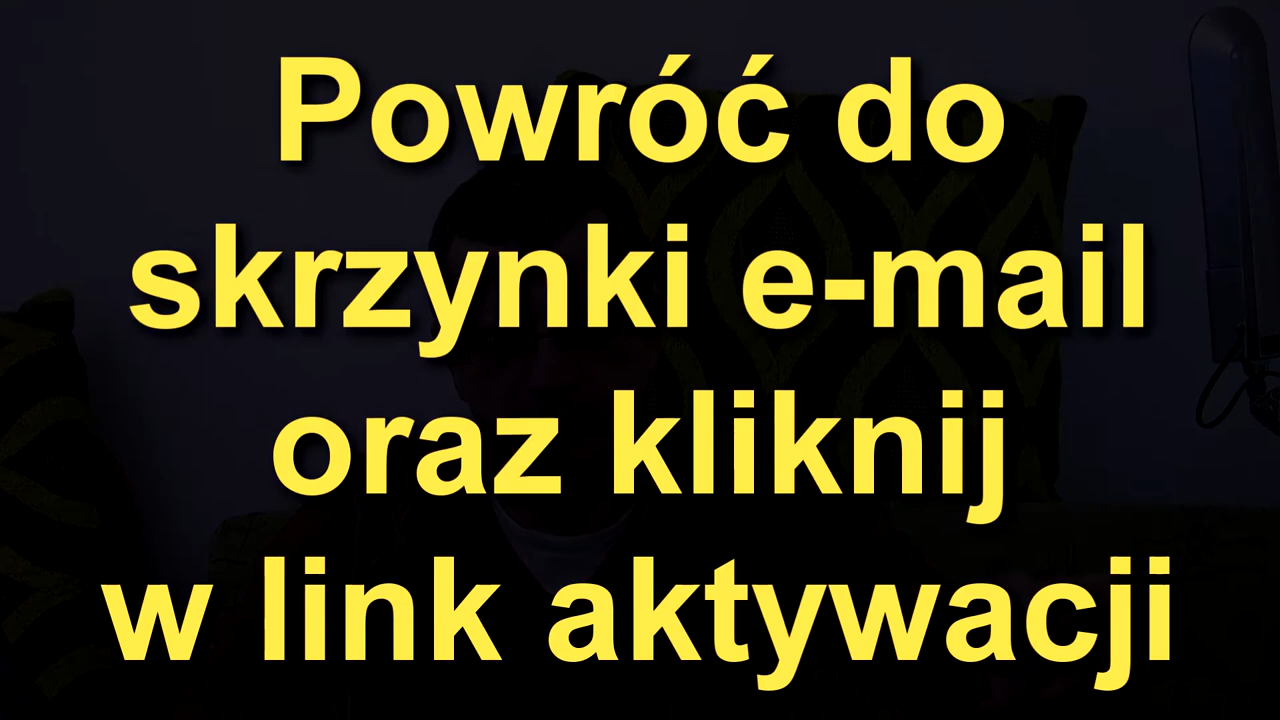 Powróć do
skrzynki e-mail
oraz kliknij
w link aktywacji